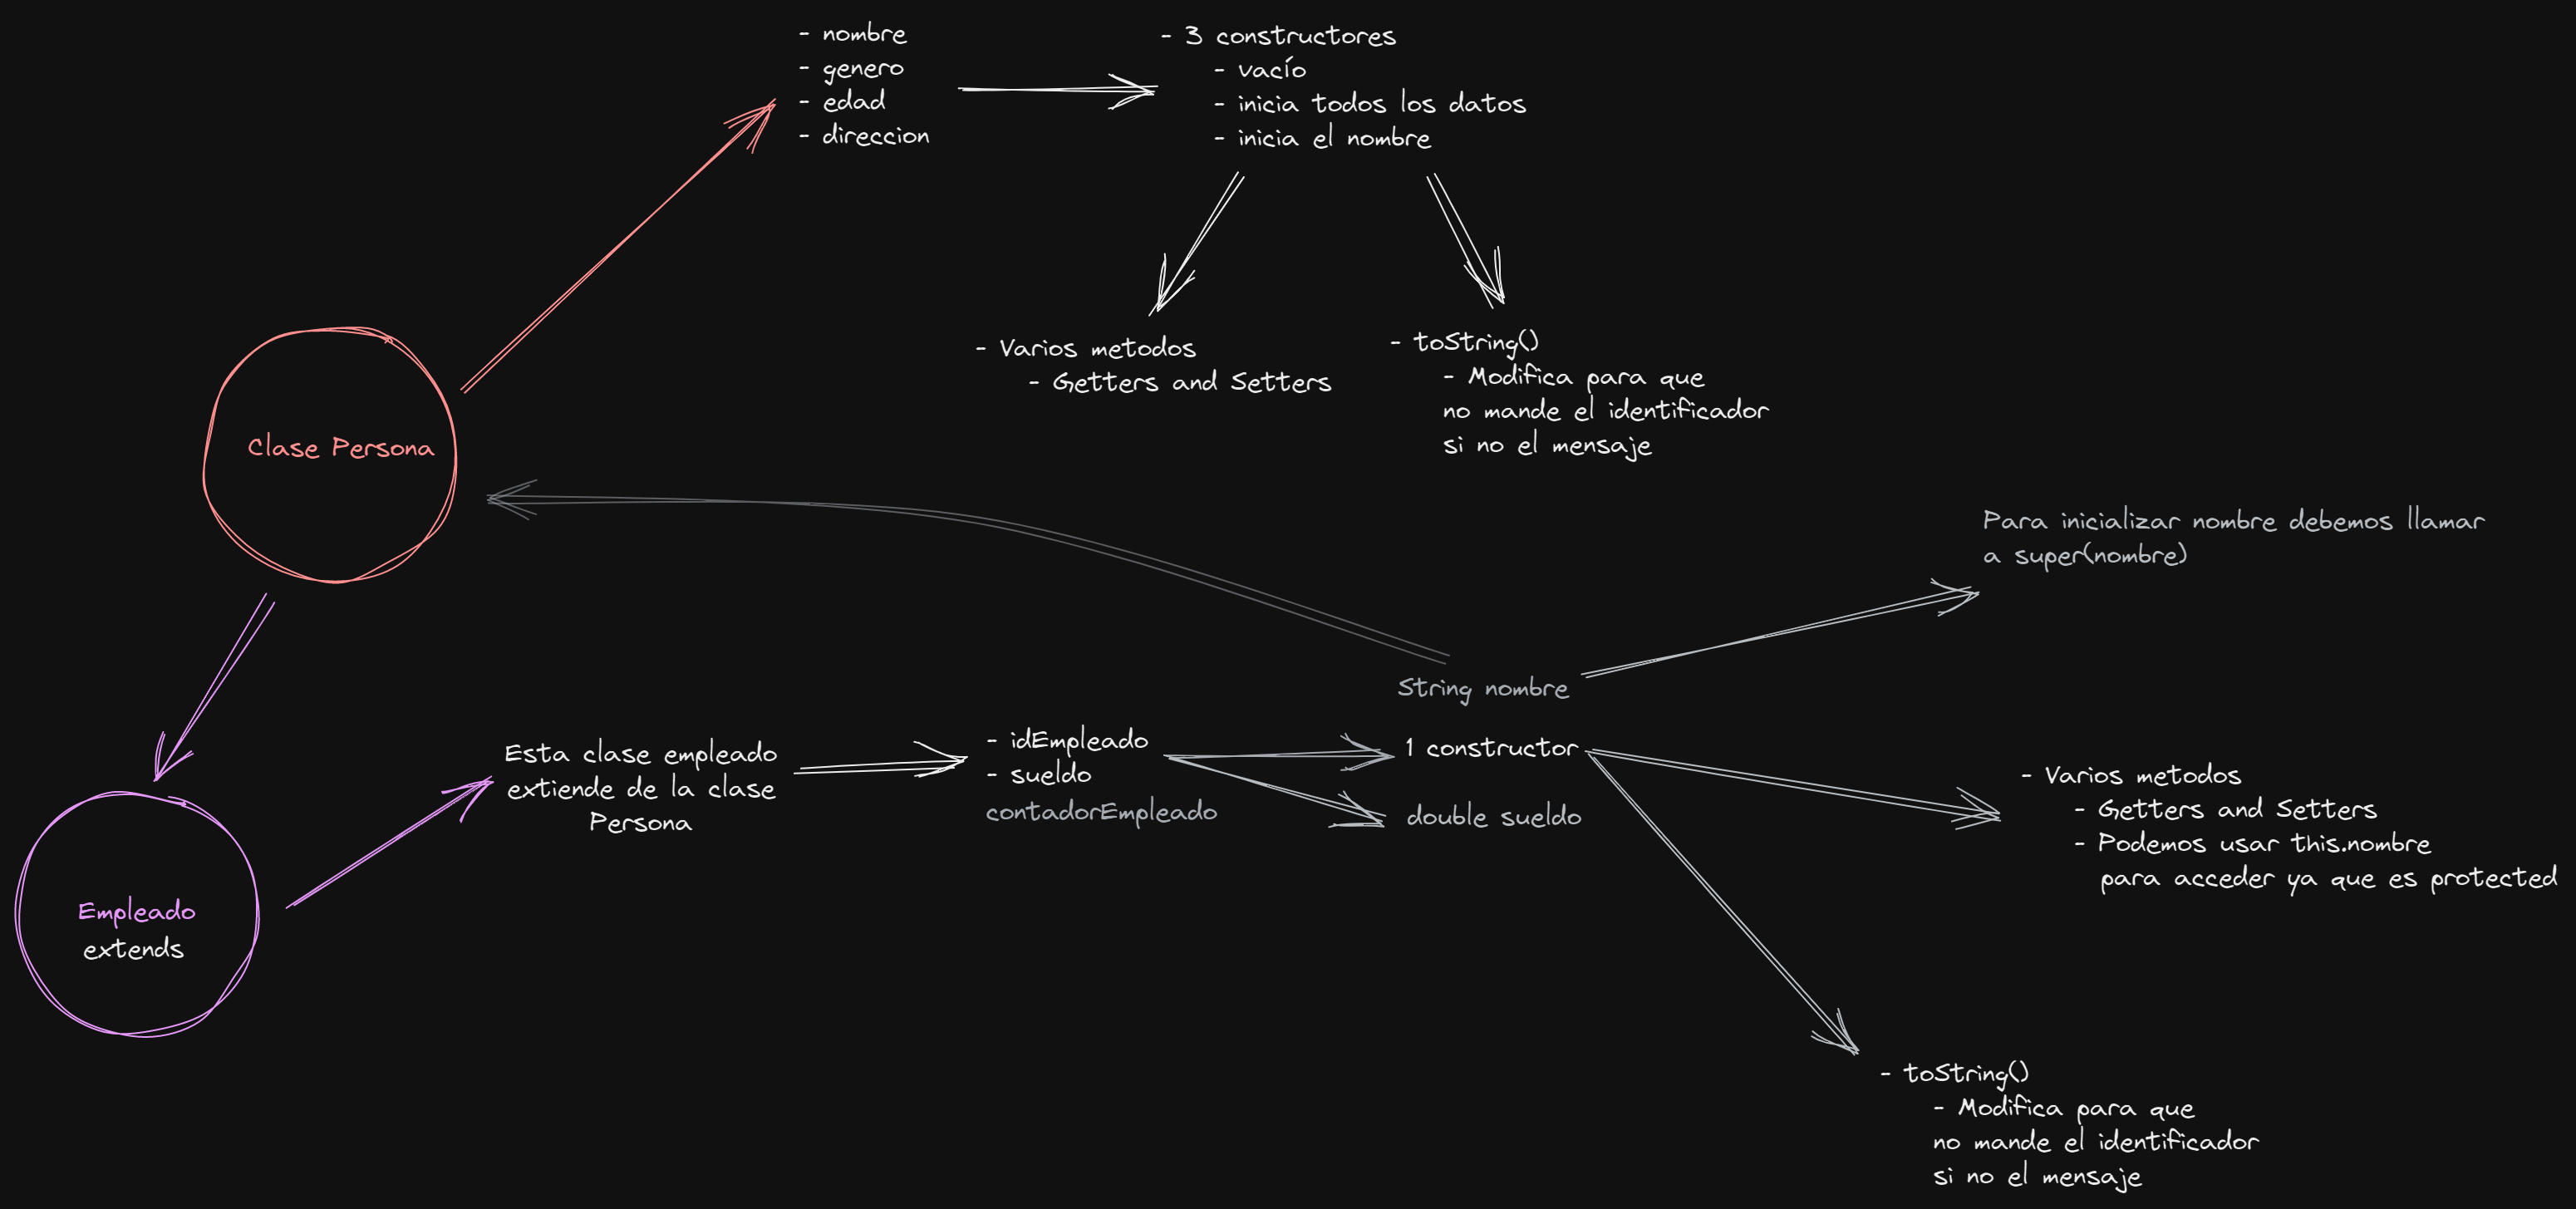 - nombre
- genero
- edad
- direccion
- 3 constructores
- vacío
- inicia todos los datos
- inicia el nombre
- Varios metodos
- Getters and Setters
- toString()
- Modifica para que
no mande el identificador
si no el mensaje
Clase Persona
Para inicializar nombre debemos llamar
a super(nombre)
String nombre
Esta clase empleado
extiende de la clase
Persona
- idEmpleado
- sueldo
contadorEmpleado
1 constructor
double sueldo
- Varios metodos
- Getters and Setters
- Podemos usar this.nombre
para acceder ya que es protected
Empleado
extends
- toString()
- Modifica para que
no mande el identificador
si no el mensaje